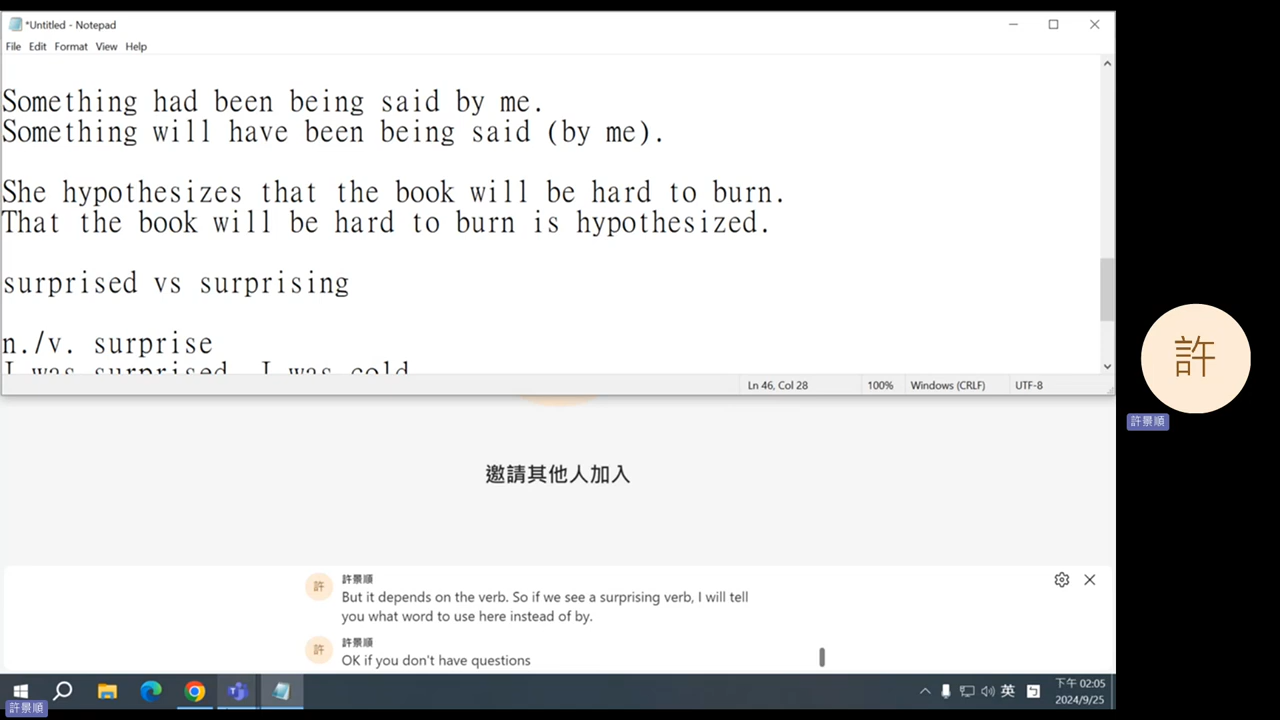 *Untitled - Notepad
File Edit Format View Help
Something had been being said by me.
Something will have been being said (by me).
She hypothesizes that the book will be hard to burn.
That the book will be hard to burn is hypothesized.
surprised vs surprising
n./v. surprise
I was surprised. I was cold
Ln 46, Col 28
100%
Windows (CRLF)
UTF-8
許
許景順
邀請其他人加入
許
許景順
But it depends on the verb. So if we see a surprising verb, I will tell
you what word to use here instead of by.
許
許景順
OK if you don't have questions
英
ㄅ
下午 02:05
2024/9/25
許景順